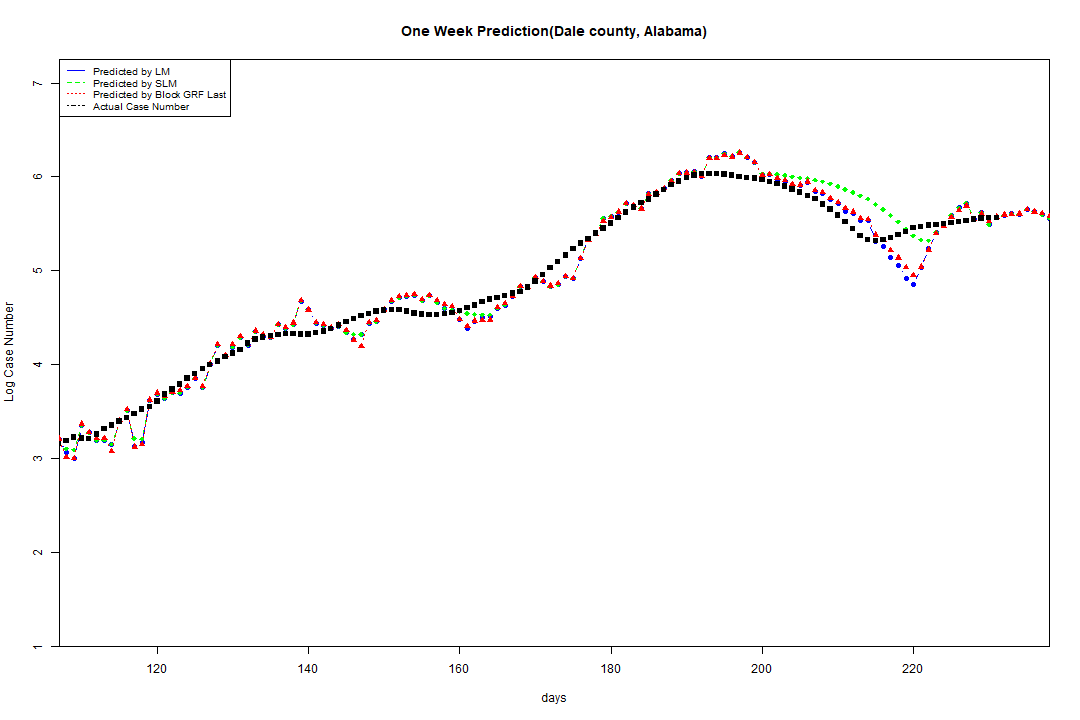 One Week Prediction(Dale county, Alabama)
Predicted by LM
Predicted by SLM
Predicted by Block GRF Last
Actual Case Number
7
6
5
4
3
2
1
Log Case Number
120 140 160 180 200 220
days